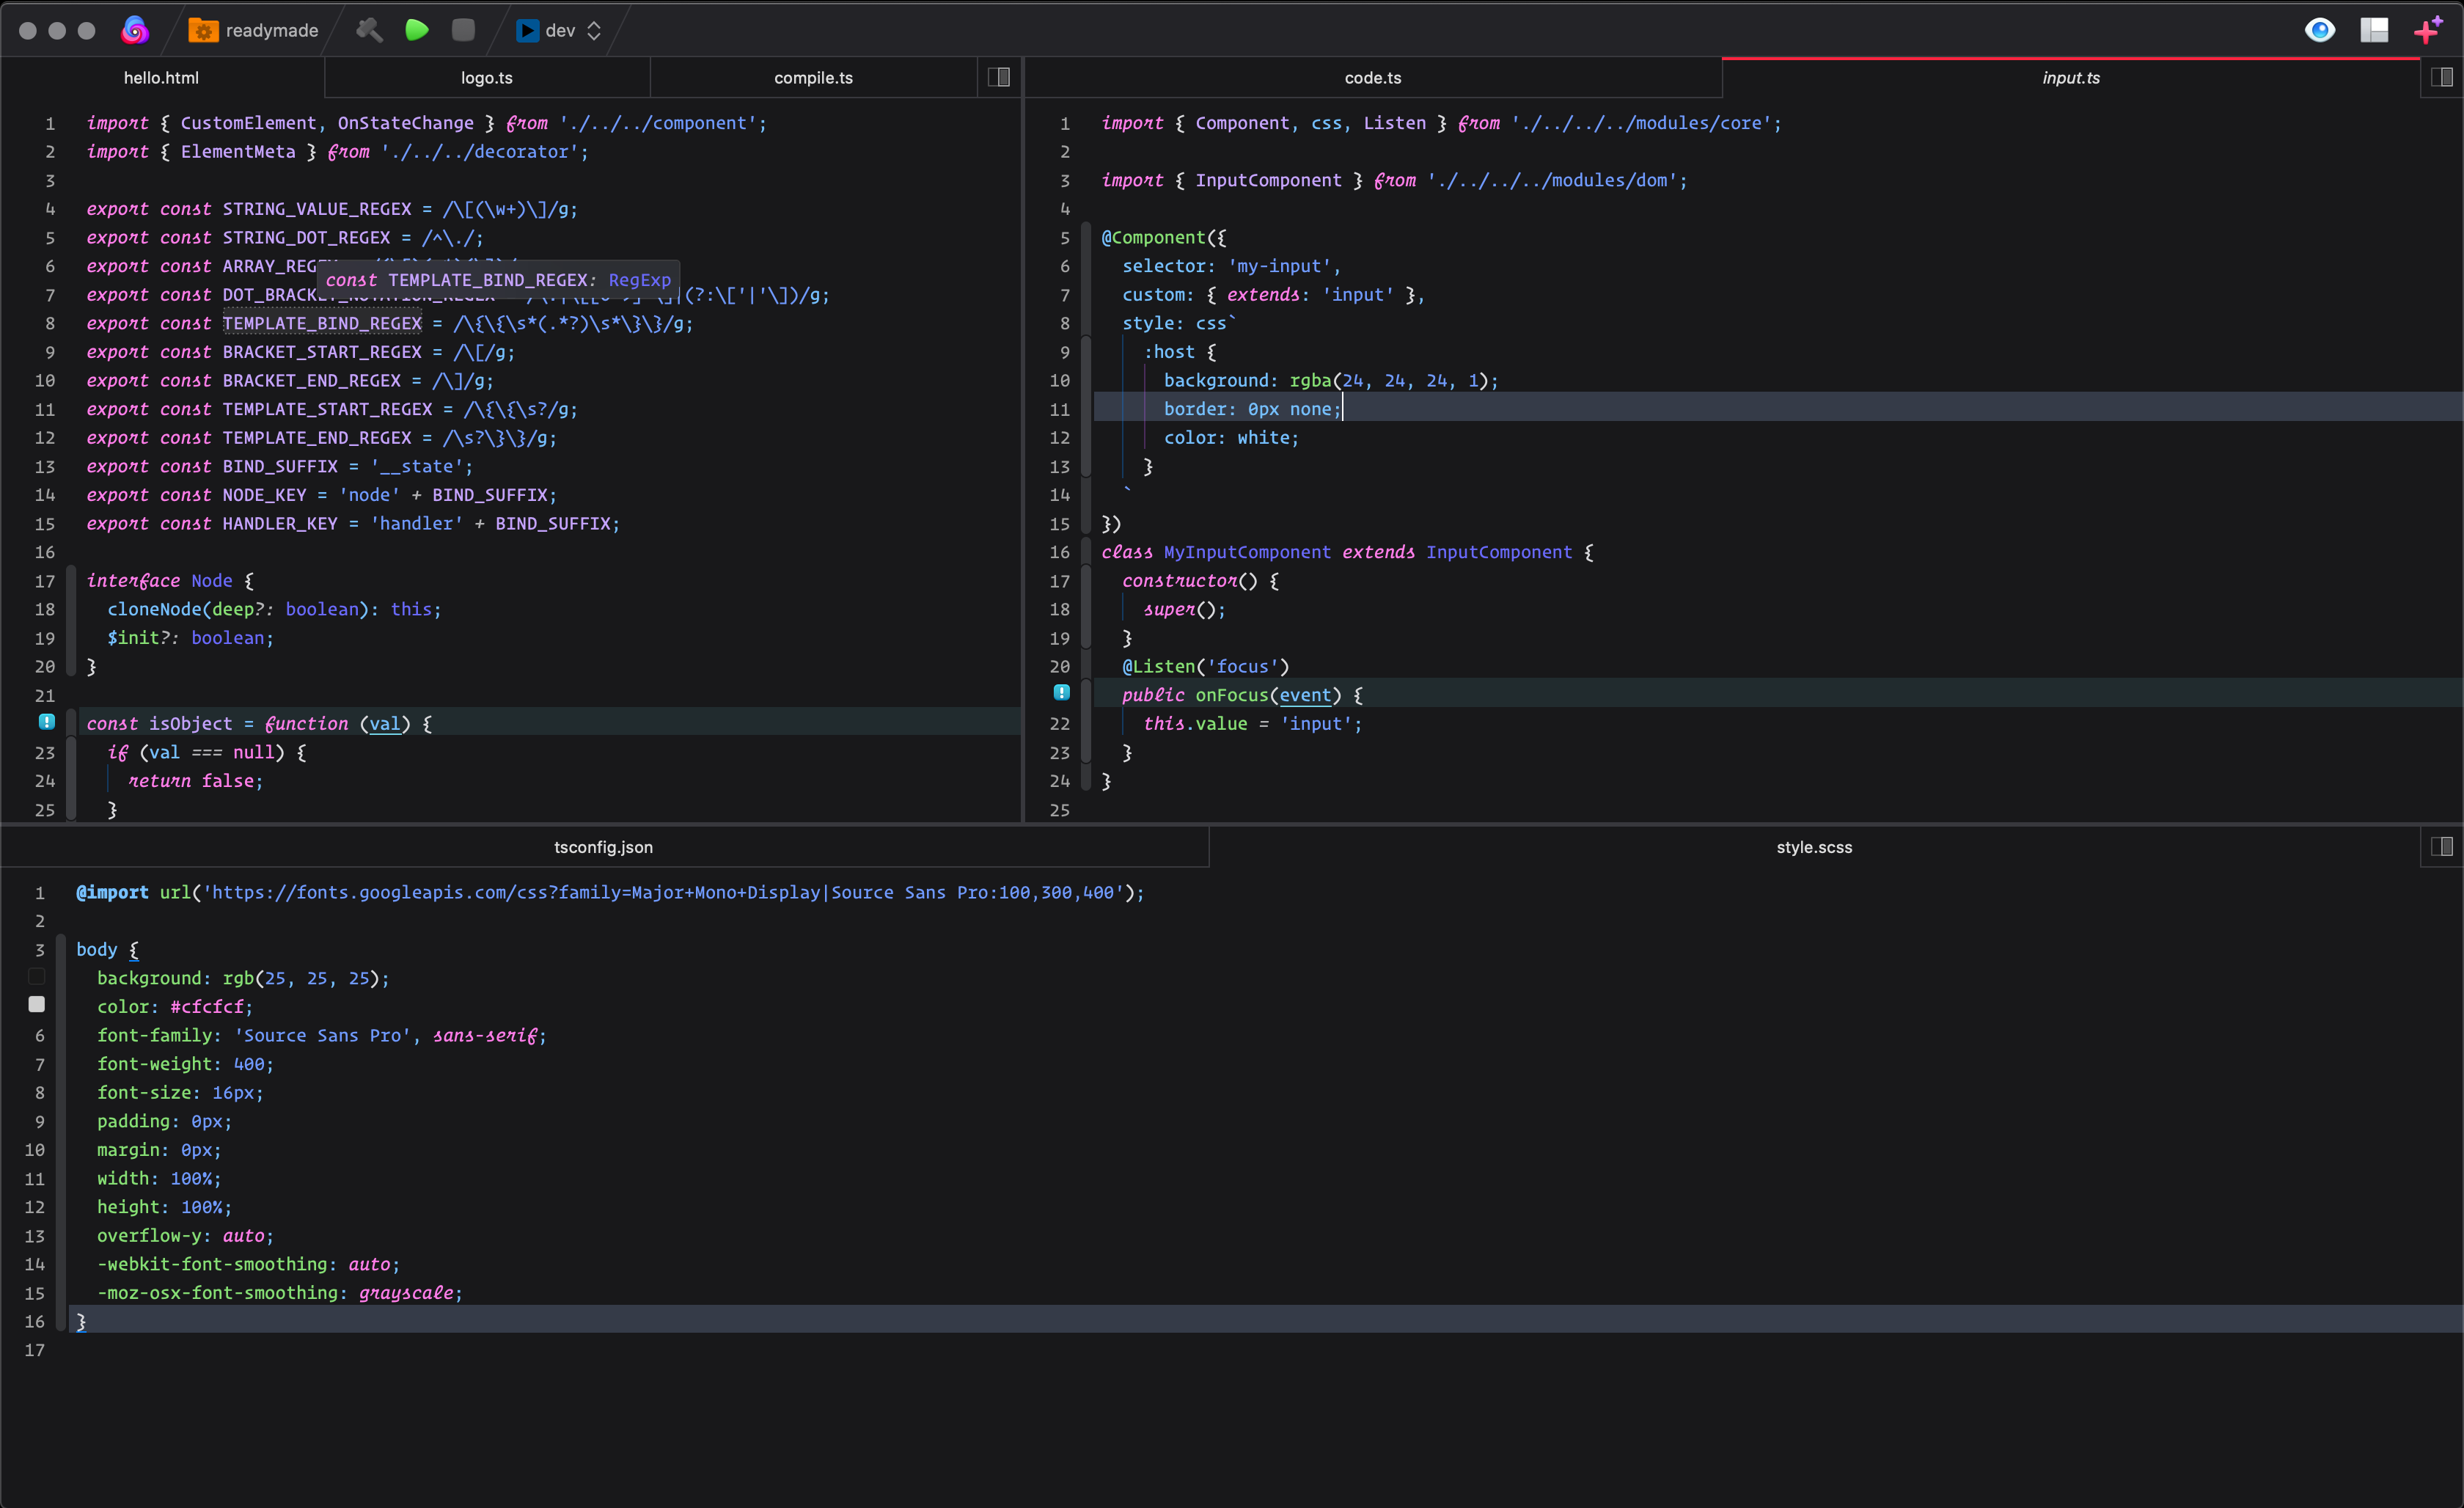 readymade dev
hello.html logo.ts compile.ts
1 import { CustomElement, OnStateChange } from './../../component';
2 import { ElementMeta } from './../../decorator';
3
4 export const STRING_VALUE_REGEX = /\[(\w+)\]/g;
5 export const STRING_DOT_REGEX = /^\./;
6 export const ARRAY_REG
const TEMPLATE_BIND_REGEX: RegExp
7 export const DOT_BRACKET_NOTATION_REGEX (?:\['|'\])/g;
8 export const TEMPLATE_BIND_REGEX = /\{\{\s*(.*?)\s*\}\}/g;
9 export const BRACKET_START_REGEX = /\[/g;
10 export const BRACKET_END_REGEX = /\]/g;
11 export const TEMPLATE_START_REGEX = /\{\{\s?/g;
12 export const TEMPLATE_END_REGEX = /\s?\}\}/g;
13 export const BIND_SUFFIX = '__state';
14 export const NODE_KEY = 'node' + BIND_SUFFIX;
15 export const HANDLER_KEY = 'handler' + BIND_SUFFIX;
16
17 interface Node {
18 cloneNode(deep?: boolean): this;
19 $init?: boolean;
20 }
21
const isObject = function (val) {
23 if (val === null) {
24 return false;
25 }
code.ts input.ts
1 import { Component, css, Listen } from './../../../modules/core';
2
3 import { InputComponent } from './../../../modules/dom';
4
5 @Component({
6 selector: 'my-input',
7 custom: { extends: 'input' },
8 style: css`
9 :host {
10 background: rgba(24, 24, 24, 1);
11 border: 0px none;
12 color: white;
13 }
14 `
15 })
16 class MyInputComponent extends InputComponent {
17 constructor() {
18 super();
19 }
20 @Listen('focus')
public onFocus(event) {
22 this.value = 'input';
23 }
24 }
25
tsconfig.json style.scss
1 @import url('https://fonts.googleapis.com/css?family=Major+Mono+Display|Source Sans Pro:100,300,400');
2
3 body {
background: rgb(25, 25, 25);
color: #cfcfcf;
6 font-family: 'Source Sans Pro', sans-serif;
7 font-weight: 400;
8 font-size: 16px;
9 padding: 0px;
10 margin: 0px;
11 width: 100%;
12 height: 100%;
13 overflow-y: auto;
14 -webkit-font-smoothing: auto;
15 -moz-osx-font-smoothing: grayscale;
16 }
17